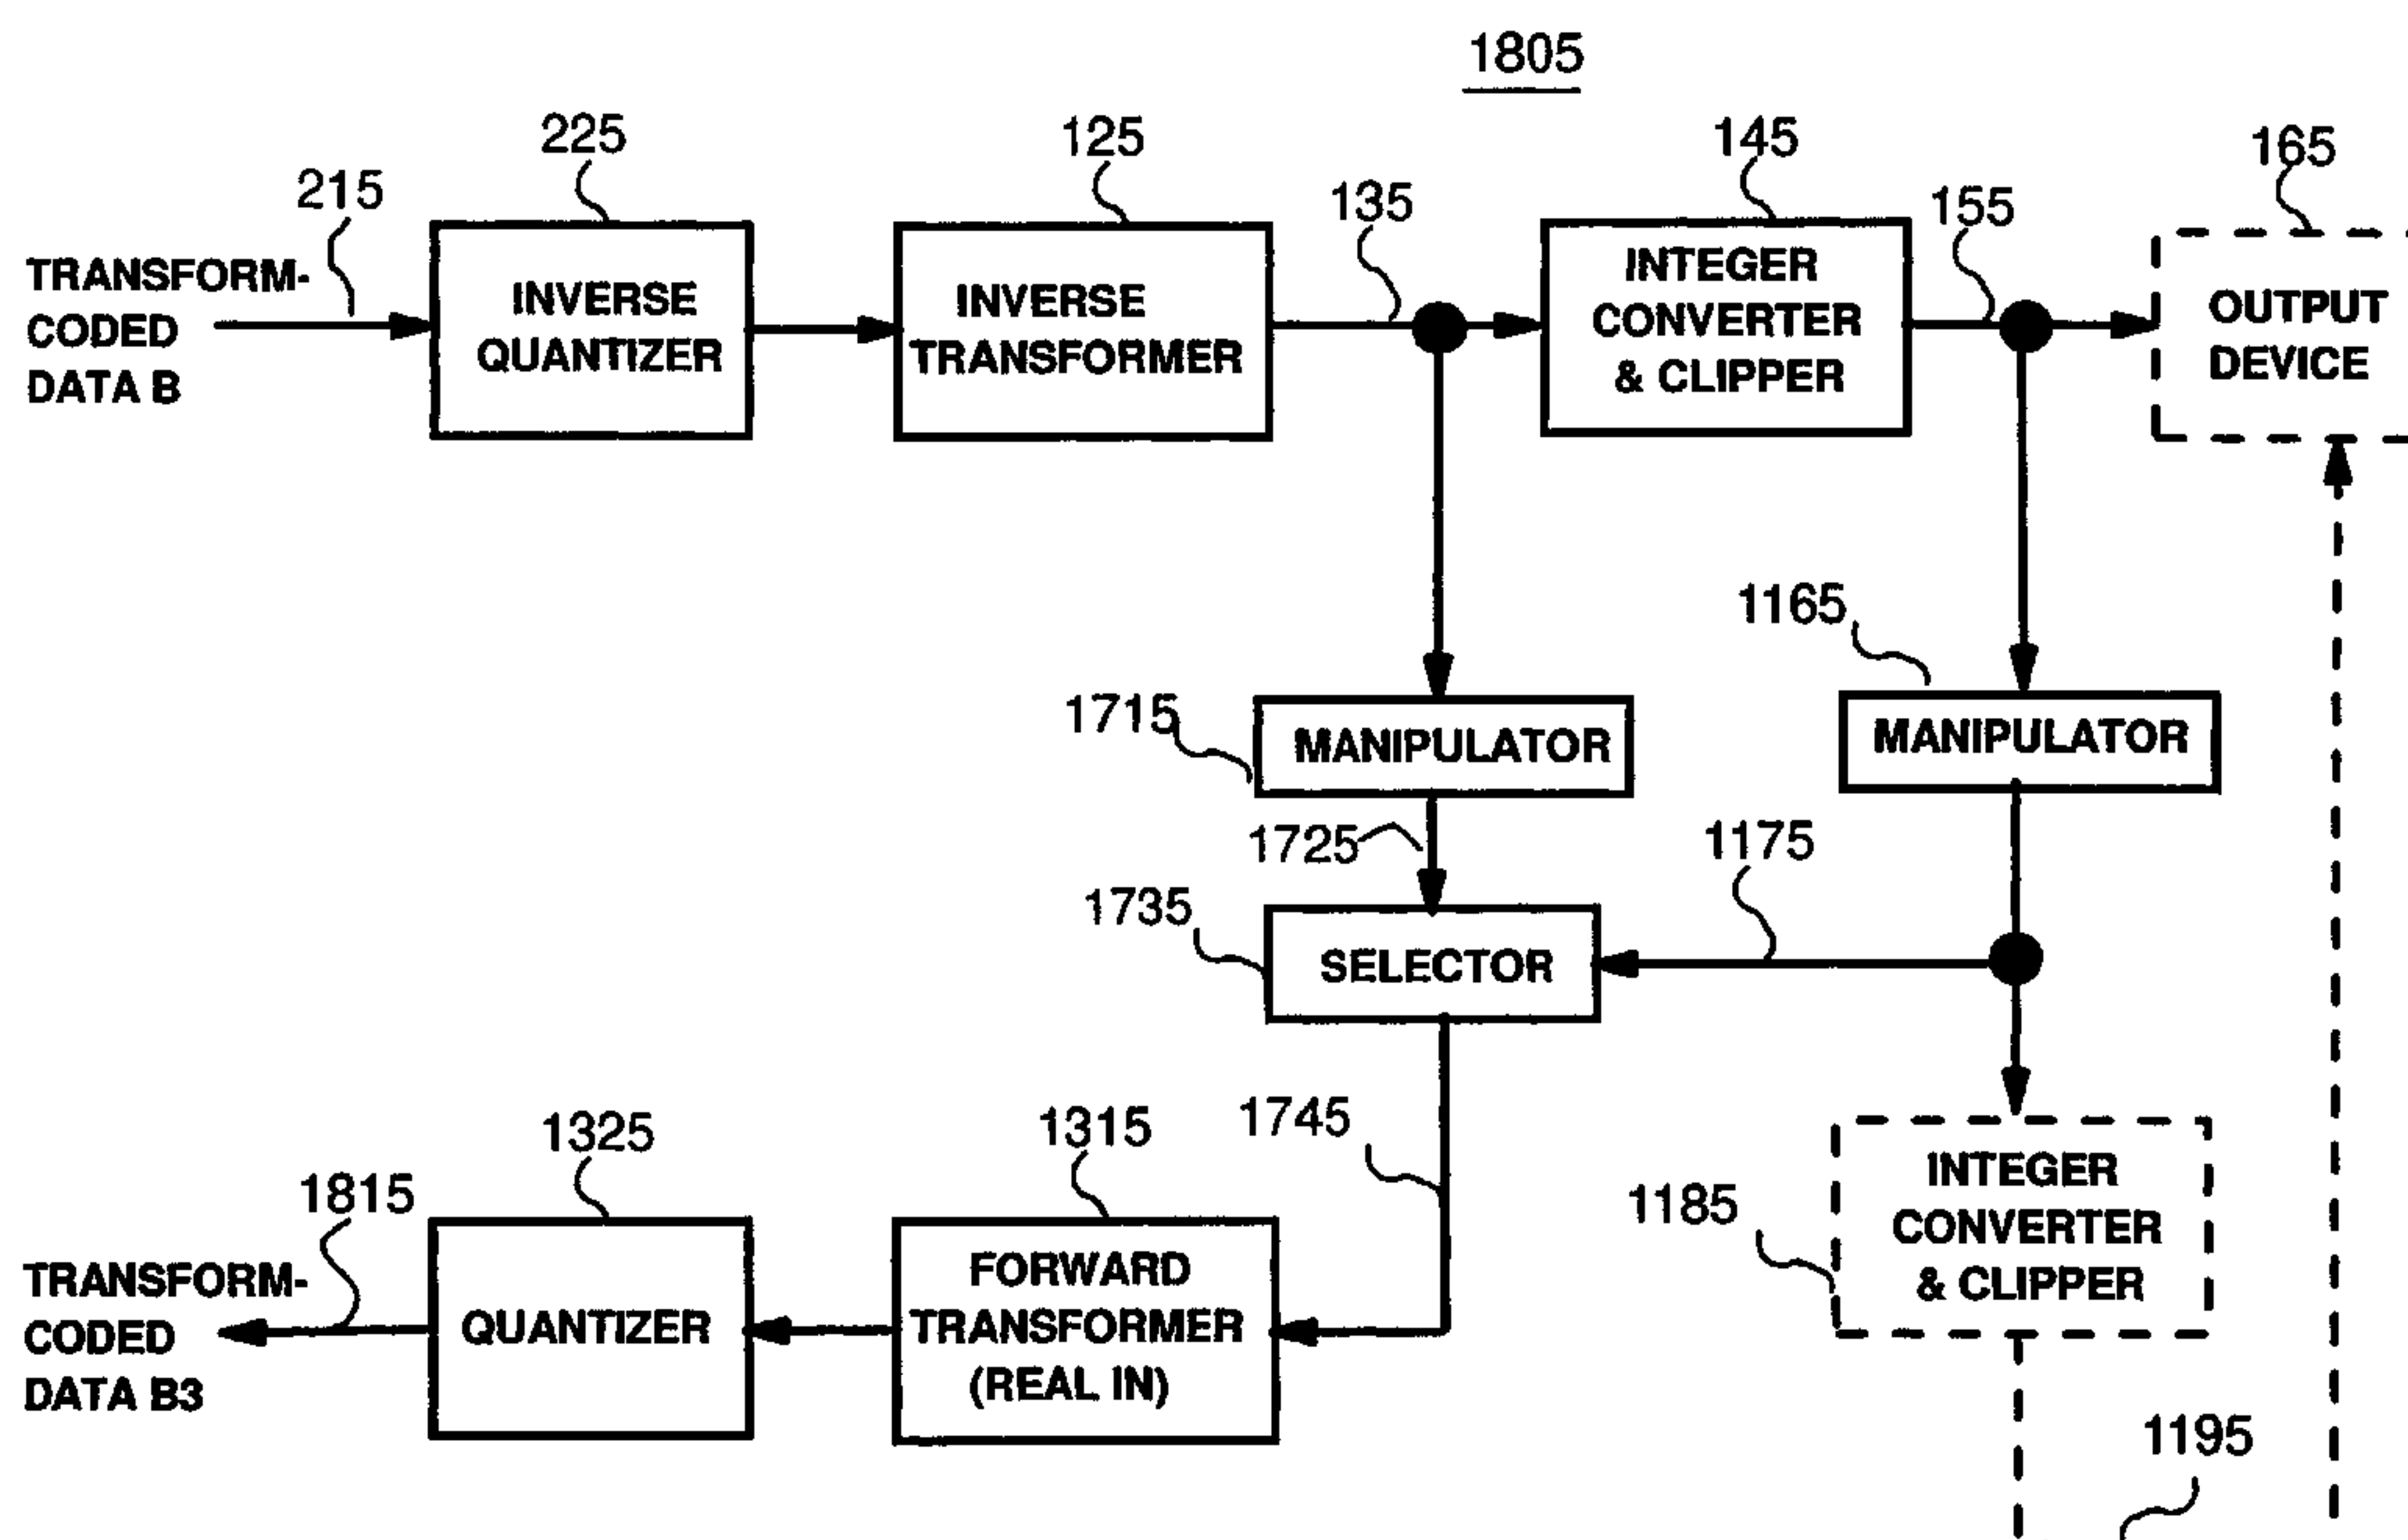 1805
225
125
145
165
215
135
155
TRANSFORM-
CODED
DATA B
INVERSE
QUANTIZER
INVERSE
TRANSFORMER
INTEGER
CONVERTER
& CLIPPER
OUTPUT
DEVICE
1165
1715
MANIPULATOR
MANIPULATOR
1725
1175
1735
SELECTOR
1325
1315
1745
1815
1185
TRANSFORM-
CODED
DATA B3
QUANTIZER
FORWARD
TRANSFORMER
(REAL IN)
INTEGER
CONVERTER
& CLIPPER
1195